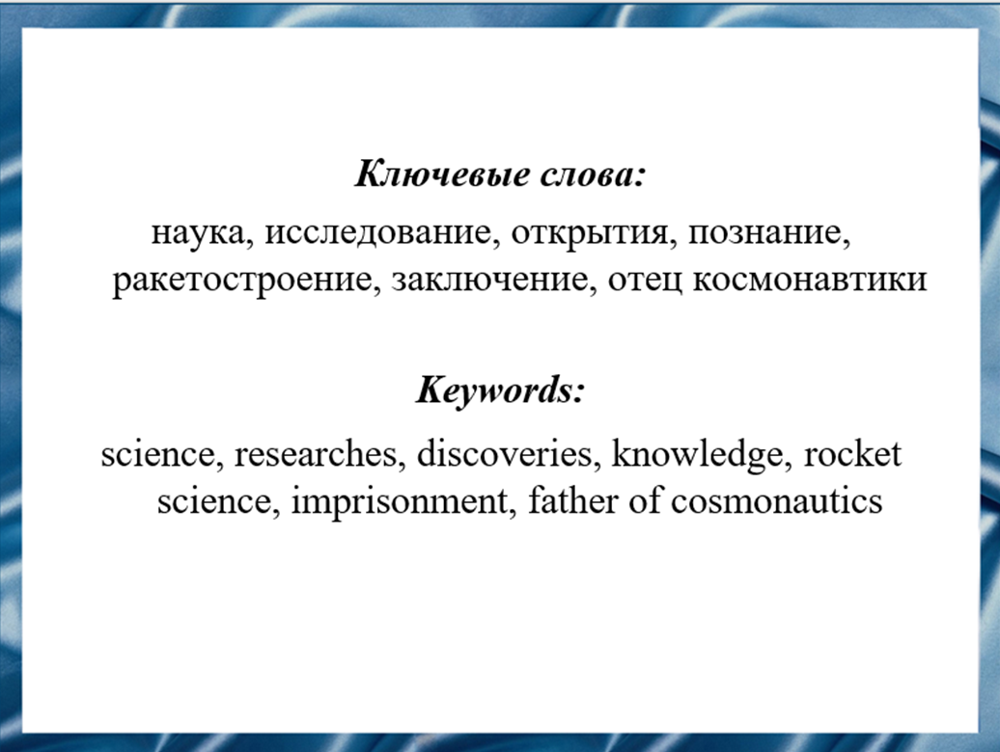 Ключевые слова:
наука, исследование, открытия, познание,
ракетостроение, заключение, отец космонавтики
Keywords:
science, researches, discoveries, knowledge, rocket
science, imprisonment, father of cosmonautics